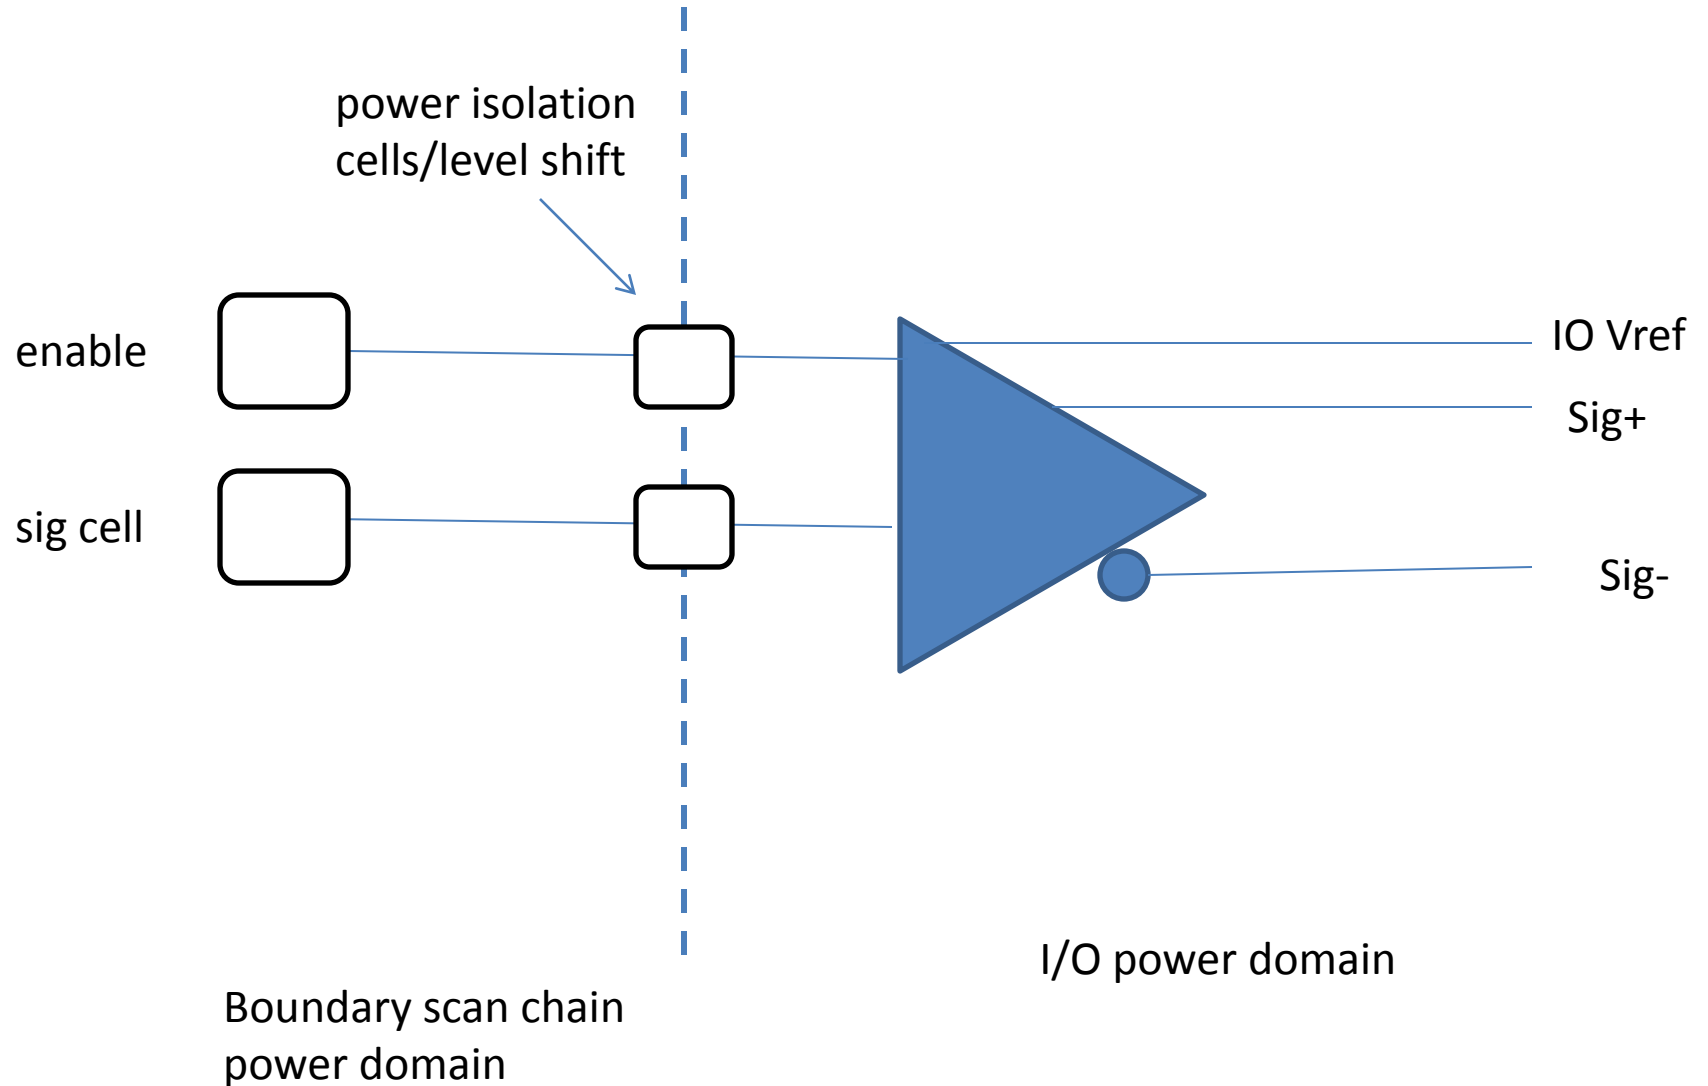 power isolation
cells/level shift
enable
IO Vref
Sig+
sig cell
Sig-
I/O power domain
Boundary scan chain
power domain